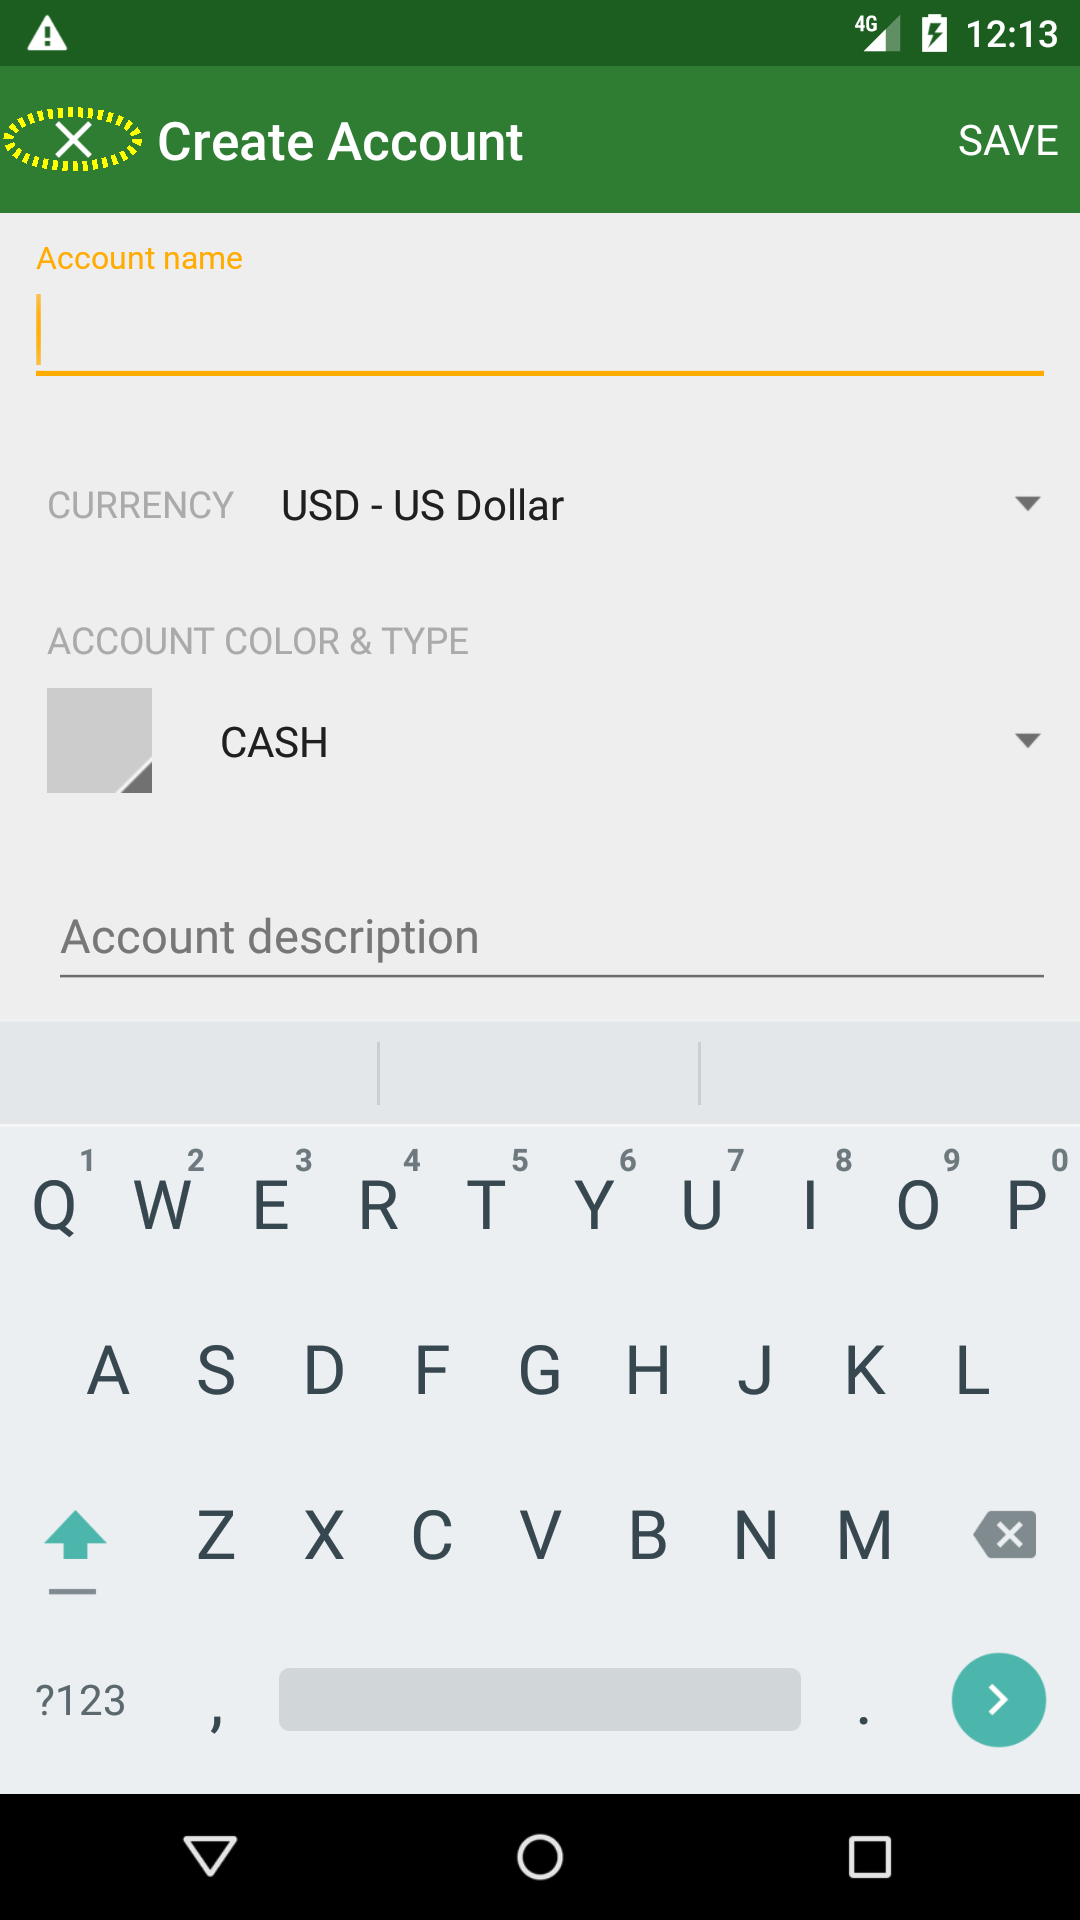 4G 12:13
Create Account SAVE
Account name
CURRENCY USD - US Dollar
ACCOUNT COLOR & TYPE
CASH
Account description
1 2 3 4 5 6 7 8 9 0
Q W E R T Y U I O P
A S D F G H J K L
Z X C V B N M
?123 , .